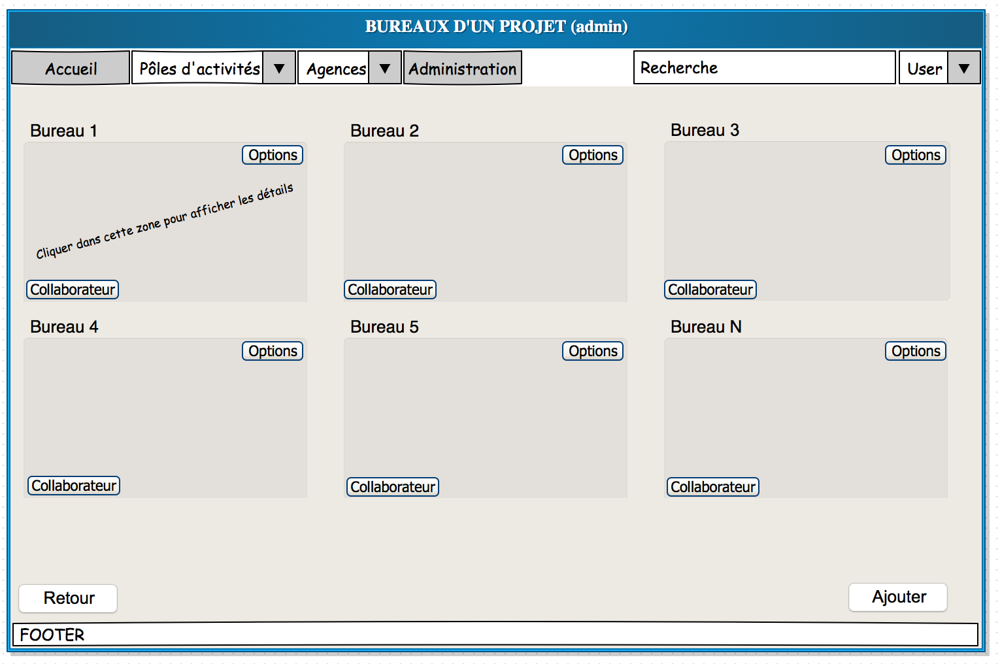 BUREAUX D'UN PROJET (admin)
Accueil
Pôles d'activités
Agences
Administration
Recherche
User
Bureau 1
Bureau 2
Bureau 3
Options
Options
Options
Cliquer dans cette zone pour afficher les détails
Collaborateur
Collaborateur
Collaborateur
Bureau 4
Bureau 5
Bureau N
Options
Options
Options
Collaborateur
Collaborateur
Collaborateur
Retour
Ajouter
FOOTER